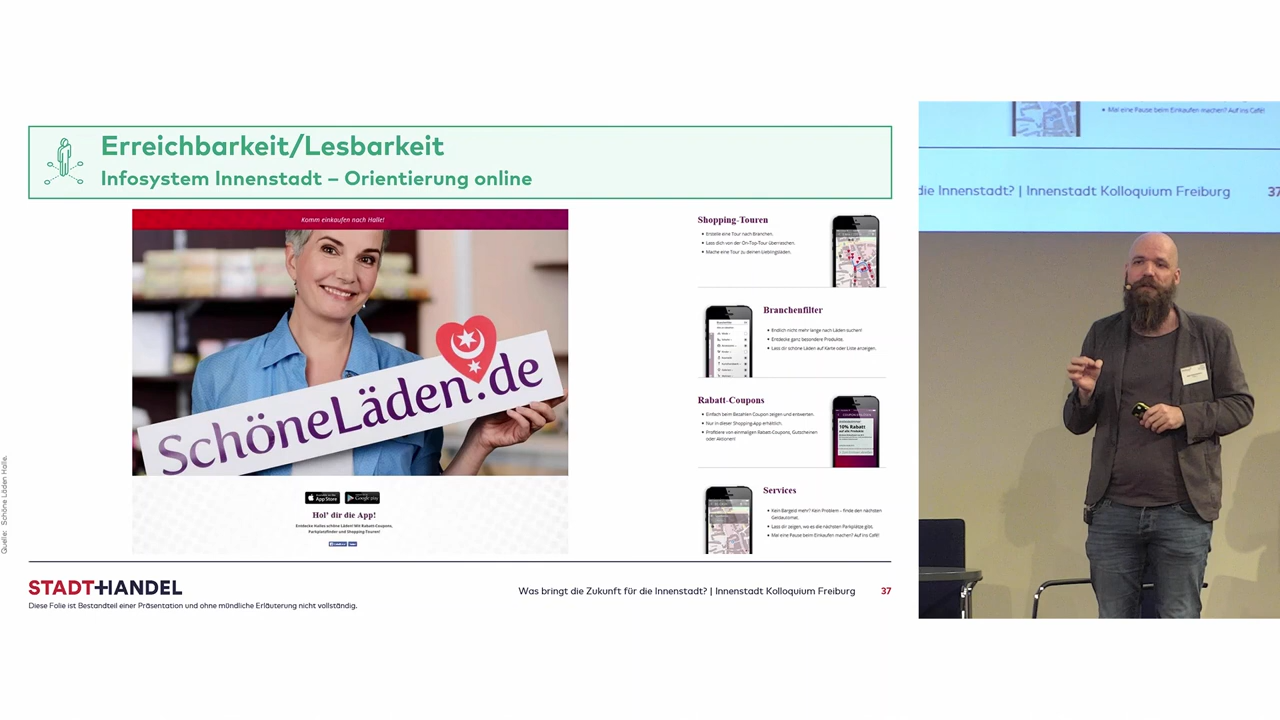 Erreichbarkeit/Lesbarkeit
Infosystem Innenstadt – Orientierung online
Komm einkaufen nach Halle!
SchöneLäden.de
App Store
Google play
Hol' dir die App!
Entdecke Halles schöne Läden! Mit Rabatt-Coupons,
Parkplatzfinder und Shopping-Touren!
Shopping-Touren
• Erstelle eine Tour nach Branchen.
• Lass dich von der On-Top-Tour überraschen.
• Mache eine Tour zu deinen Lieblingsläden.
Branchenfilter
• Endlich nicht mehr lange nach Läden suchen!
• Entdecke ganz besondere Produkte.
• Lass dir schöne Läden auf Karte oder Liste anzeigen.
Rabatt-Coupons
• Einfach beim Bezahlen Coupon zeigen und entwerten.
• Nur in dieser Shopping-App erhältlich.
• Profitiere von einmaligen Rabatt-Coupons, Gutscheinen
oder Aktionen!
10% Rabatt
auf alle Produkte
Services
• Kein Bargeld mehr? Kein Problem – finde den nächsten
Geldautomat.
• Lass dir zeigen, wo es die nächsten Parkplätze gibt.
• Mal eine Pause beim Einkaufen machen? Auf ins Café!
Quelle: Schöne Läden Halle.
STADT+HANDEL
Diese Folie ist Bestandteil einer Präsentation und ohne mündliche Erläuterung nicht vollständig.
Was bringt die Zukunft für die Innenstadt? | Innenstadt Kolloquium Freiburg
37
• Mal eine Pause beim Einkaufen machen? Auf ins Café!
die Innenstadt? | Innenstadt Kolloquium Freiburg
37